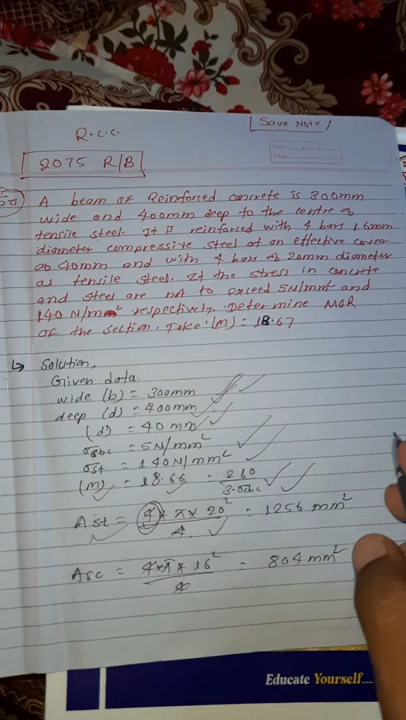 R.C.C.
Save Note/
2075 R/B
A beam of Reinforced concrete is 300mm
wide and 400mm deep to the centre of
tensile steel. It is reinforced with 4 bars 16mm
diameter compressive steel at an effective cover
of 40mm and with 4 bars of 20mm diameter
as tensile steel. If the stress in concrete
and steel are not to exceed 5N/mm² and
140 N/mm² respectively. Determine MOR
of the section. Take (m) = 18.67
↳ Solution.
Given data.
wide (b) = 300mm
deep (d) = 400mm
(d) = 40 mm
σcbc = 5N/mm²
σst = 140N/mm²
(m) = 18.66 = 280/3.σcbc
Ast = 4*π*20²/4 = 1256 mm²
Asc = 4*π*16²/4 = 804 mm²
Educate Yourself.....